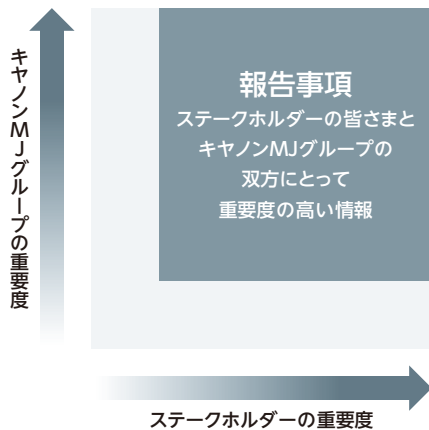 キヤノンMJグループの重要度
報告事項
ステークホルダーの皆さまと
キヤノンMJグループの
双方にとって
重要度の高い情報
ステークホルダーの重要度